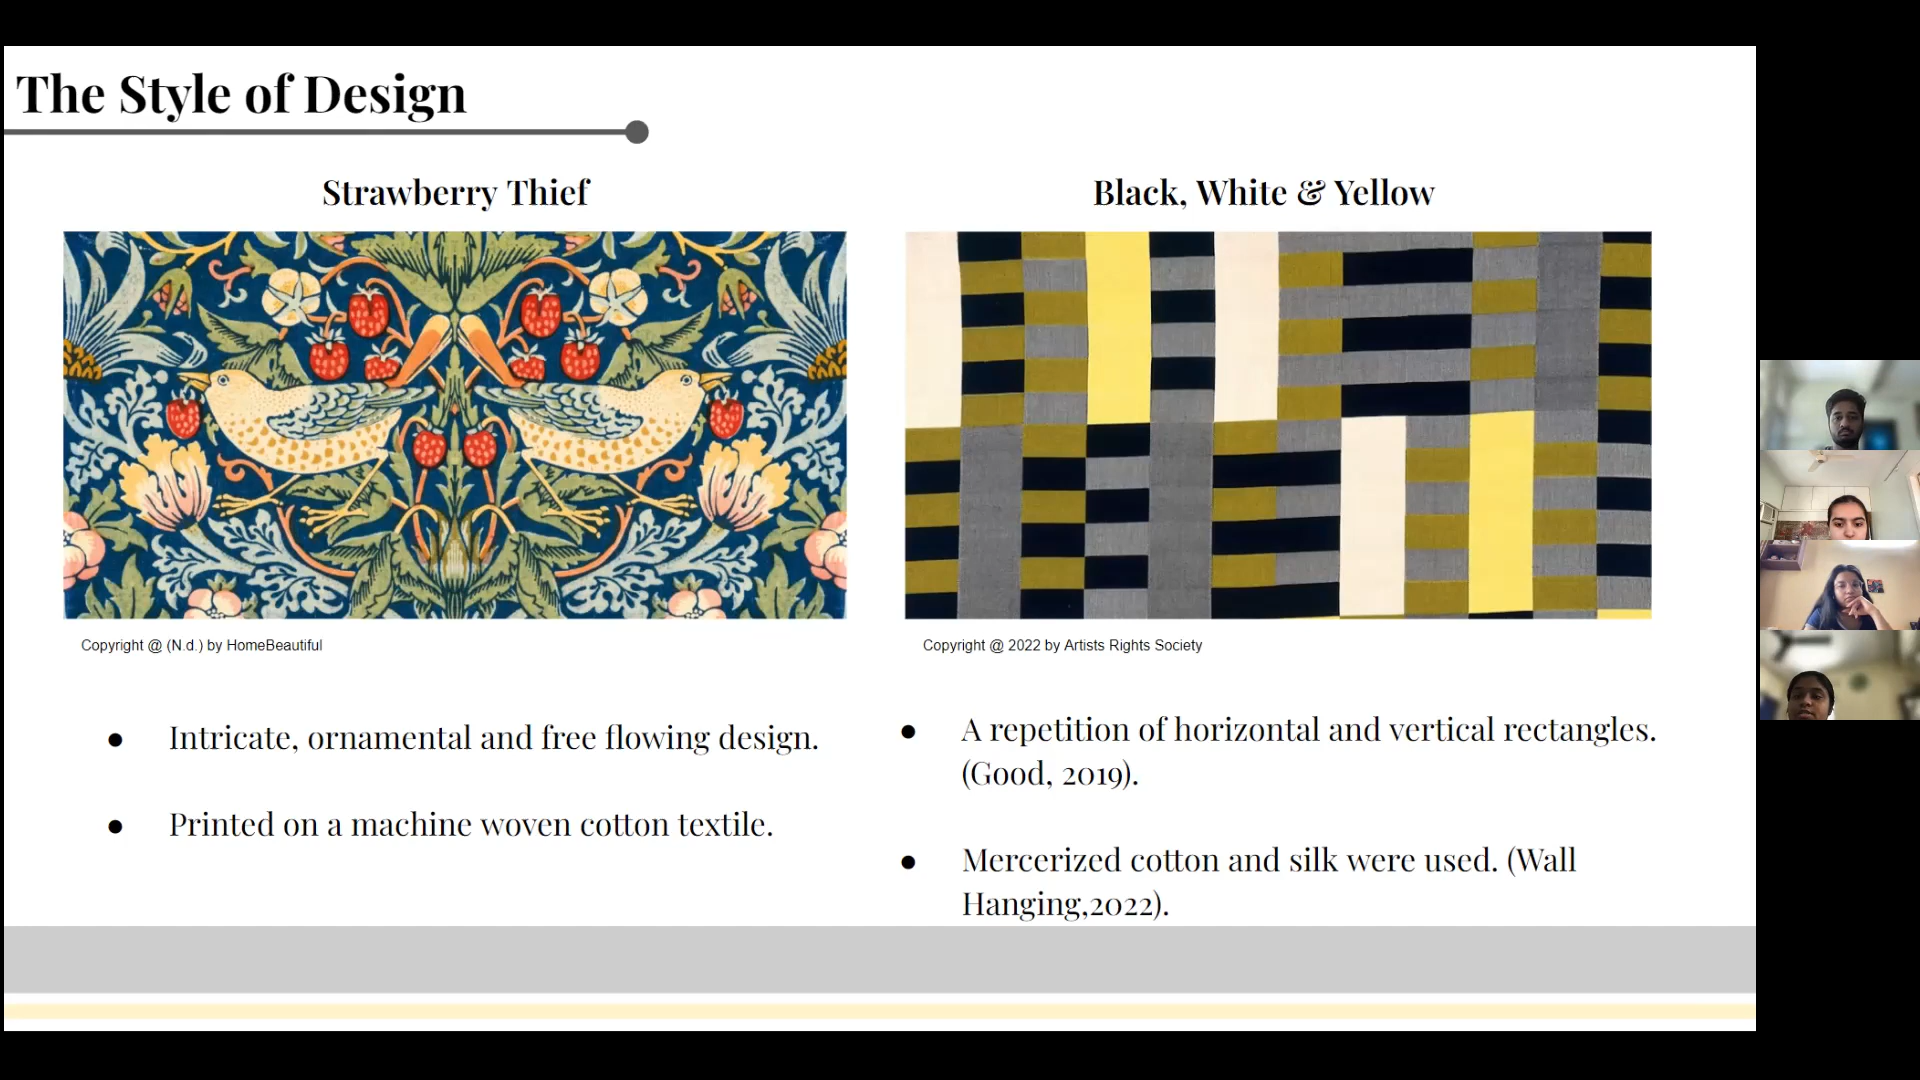 The Style of Design
Strawberry Thief
Black, White & Yellow
Copyright @ (N.d.) by HomeBeautiful
Copyright @ 2022 by Artists Rights Society
● Intricate, ornamental and free flowing design.
● Printed on a machine woven cotton textile.
● A repetition of horizontal and vertical rectangles.
(Good, 2019).
● Mercerized cotton and silk were used. (Wall
Hanging,2022).